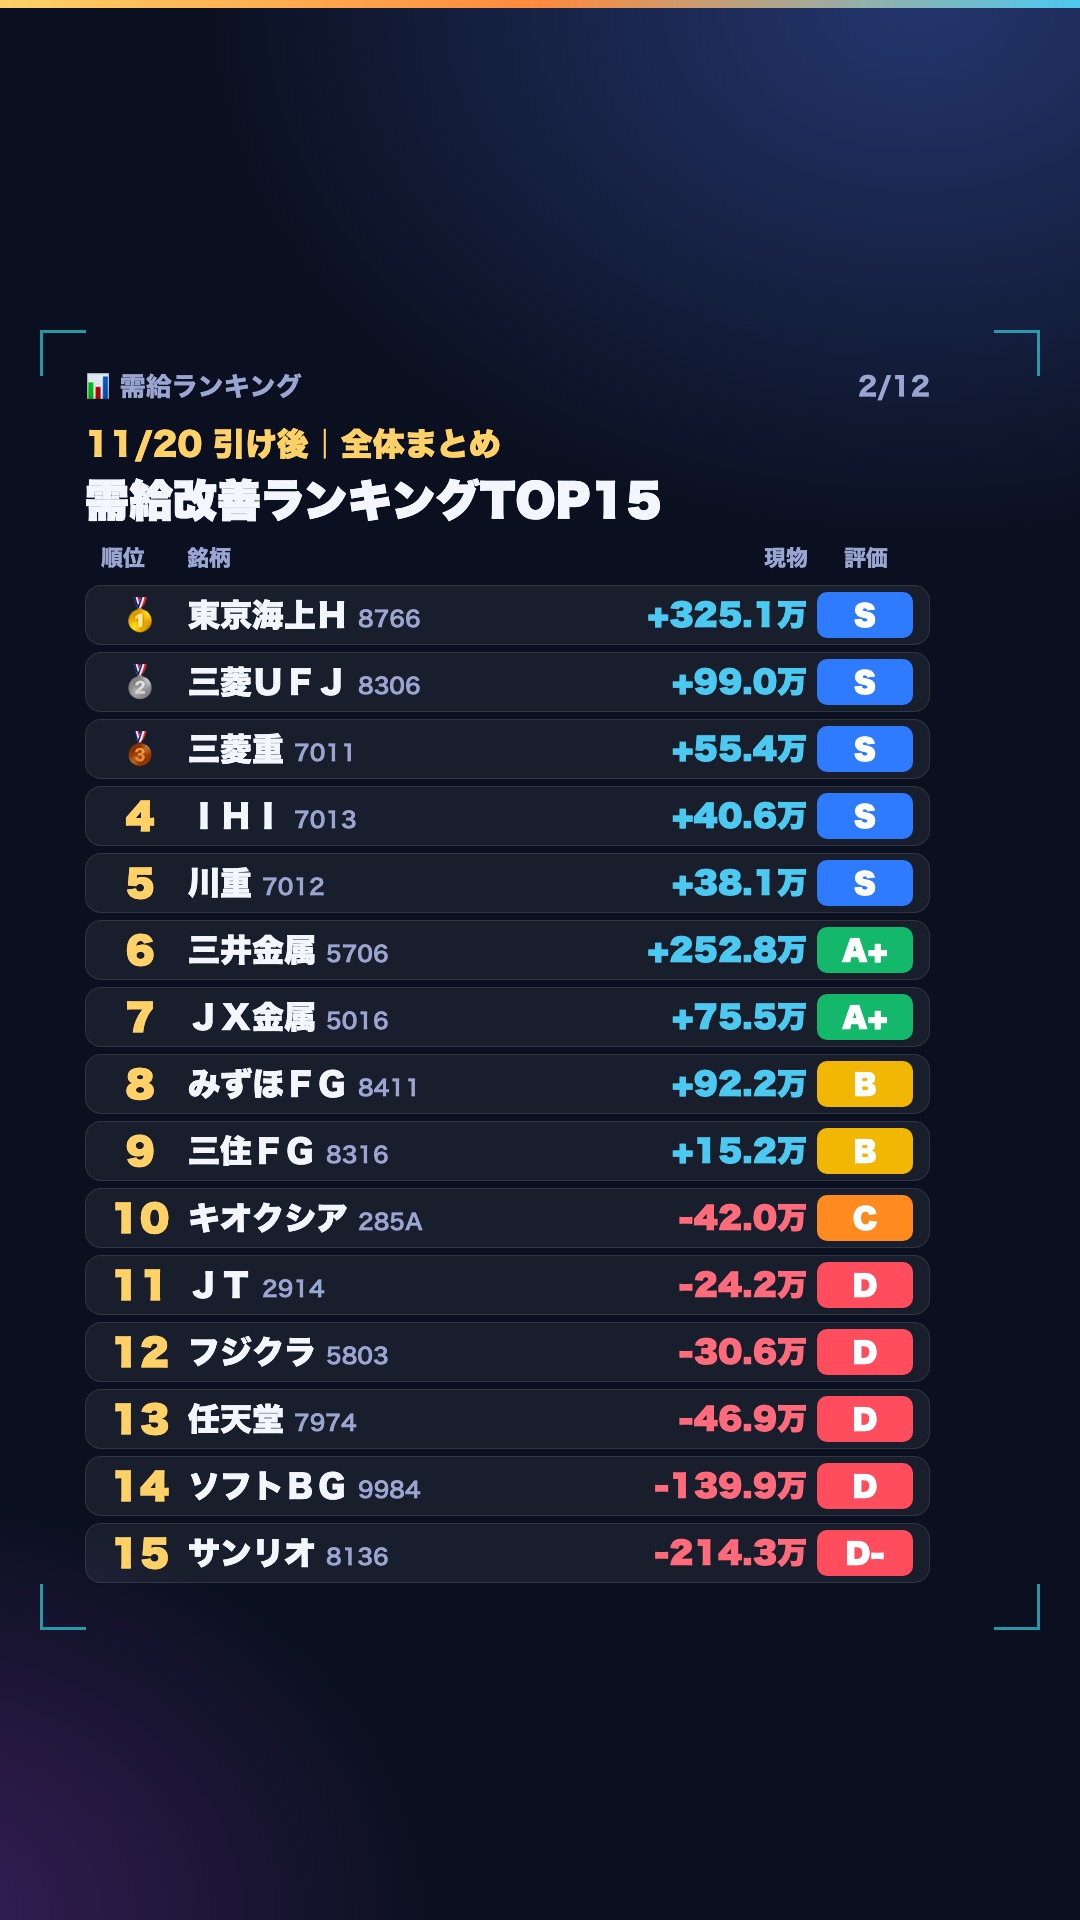 📊 需給ランキング 2/12
11/20 引け後｜全体まとめ
需給改善ランキングTOP15
順位 銘柄 現物 評価
🥇 東京海上H 8766 +325.1万 S
🥈 三菱ＵＦＪ 8306 +99.0万 S
🥉 三菱重 7011 +55.4万 S
4 ＩＨＩ 7013 +40.6万 S
5 川重 7012 +38.1万 S
6 三井金属 5706 +252.8万 A+
7 ＪＸ金属 5016 +75.5万 A+
8 みずほＦＧ 8411 +92.2万 B
9 三住ＦＧ 8316 +15.2万 B
10 キオクシア 285A -42.0万 C
11 ＪＴ 2914 -24.2万 D
12 フジクラ 5803 -30.6万 D
13 任天堂 7974 -46.9万 D
14 ソフトＢＧ 9984 -139.9万 D
15 サンリオ 8136 -214.3万 D-